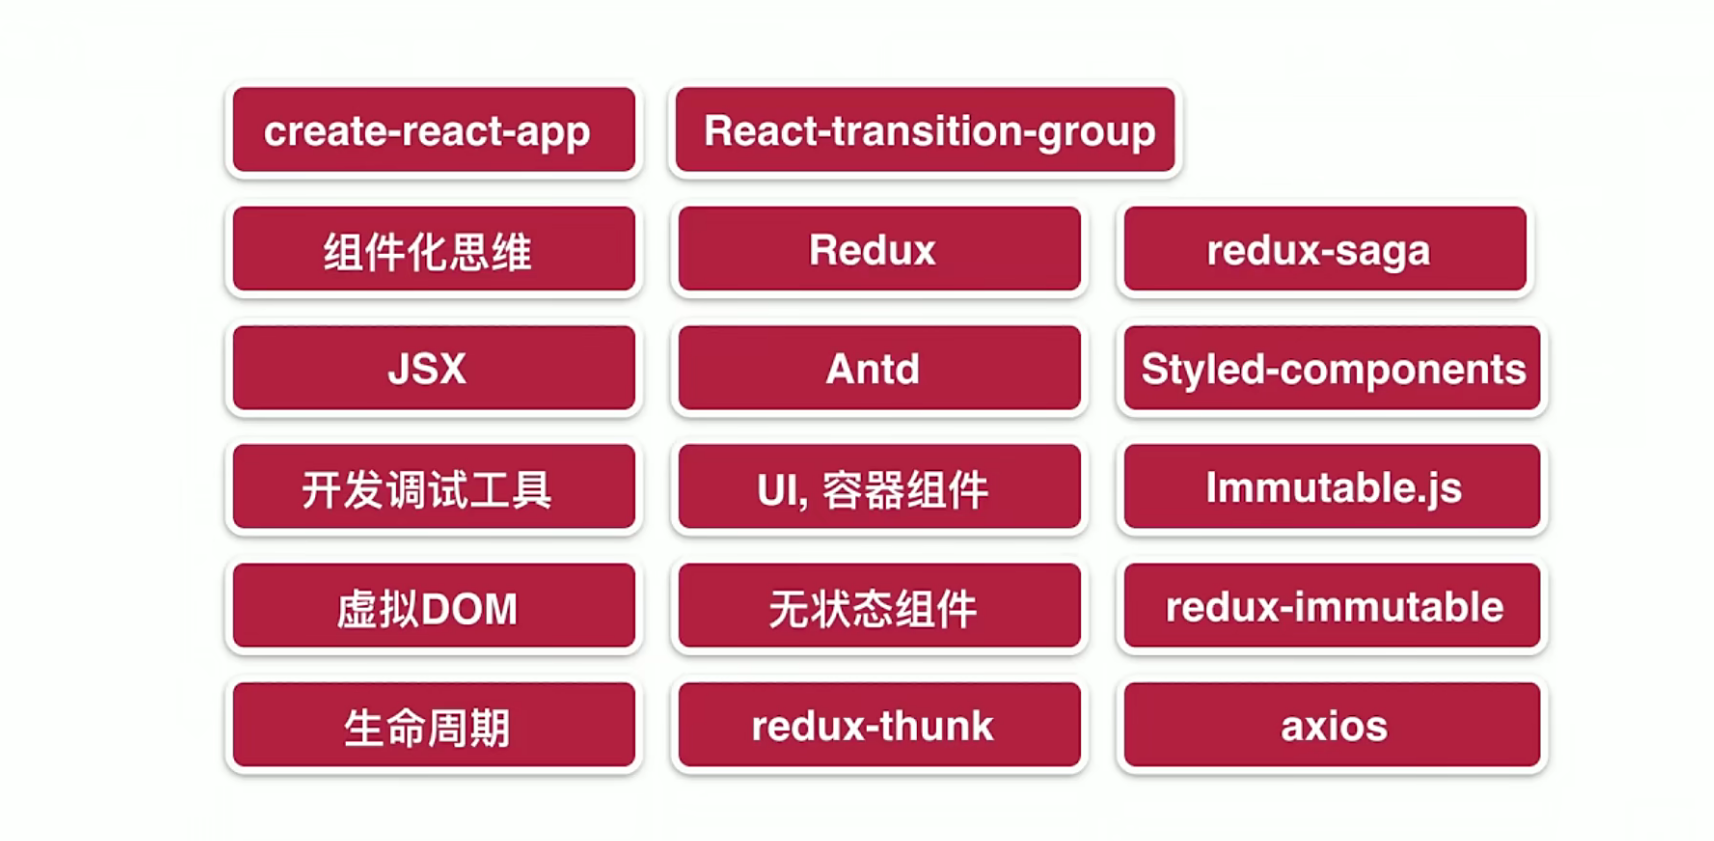 create-react-app
React-transition-group
组件化思维
Redux
redux-saga
JSX
Antd
Styled-components
开发调试工具
UI, 容器组件
Immutable.js
虚拟DOM
无状态组件
redux-immutable
生命周期
redux-thunk
axios